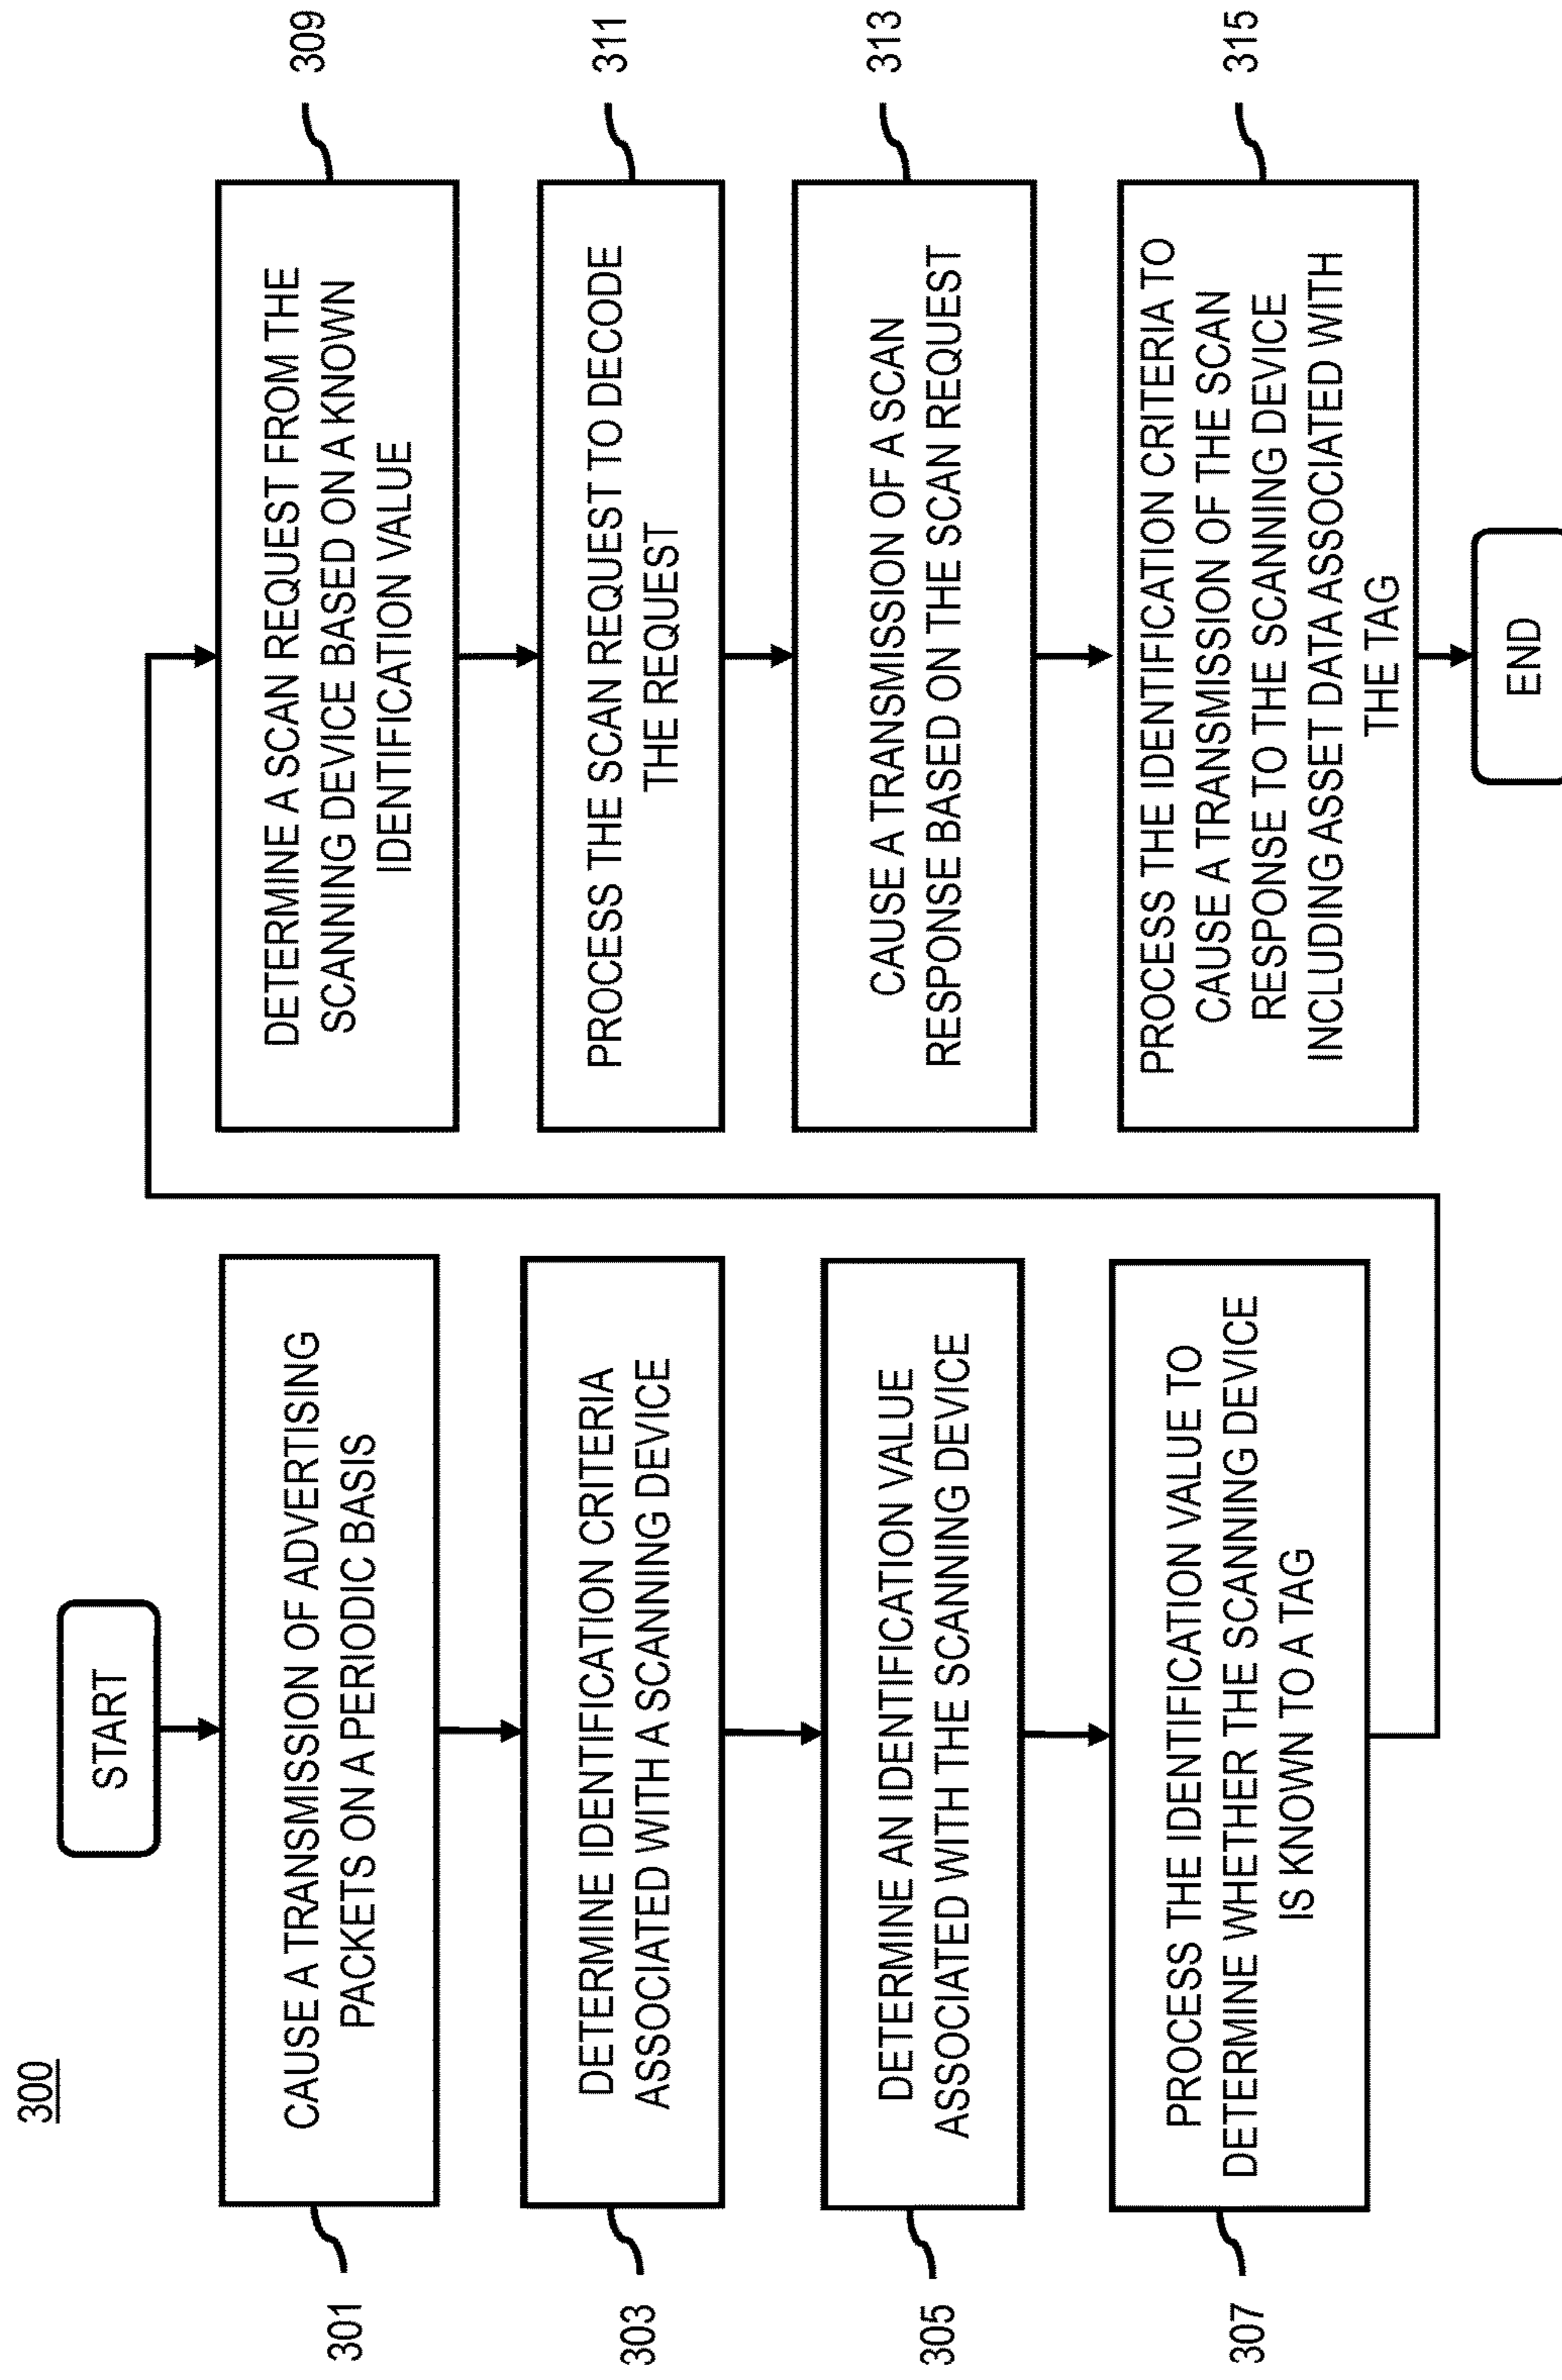 300
START
301
CAUSE A TRANSMISSION OF ADVERTISING
PACKETS ON A PERIODIC BASIS
303
DETERMINE IDENTIFICATION CRITERIA
ASSOCIATED WITH A SCANNING DEVICE
305
DETERMINE AN IDENTIFICATION VALUE
ASSOCIATED WITH THE SCANNING DEVICE
307
PROCESS THE IDENTIFICATION VALUE TO
DETERMINE WHETHER THE SCANNING DEVICE
IS KNOWN TO A TAG
309
DETERMINE A SCAN REQUEST FROM THE
SCANNING DEVICE BASED ON A KNOWN
IDENTIFICATION VALUE
311
PROCESS THE SCAN REQUEST TO DECODE
THE REQUEST
313
CAUSE A TRANSMISSION OF A SCAN
RESPONSE BASED ON THE SCAN REQUEST
315
PROCESS THE IDENTIFICATION CRITERIA TO
CAUSE A TRANSMISSION OF THE SCAN
RESPONSE TO THE SCANNING DEVICE
INCLUDING ASSET DATA ASSOCIATED WITH
THE TAG
END